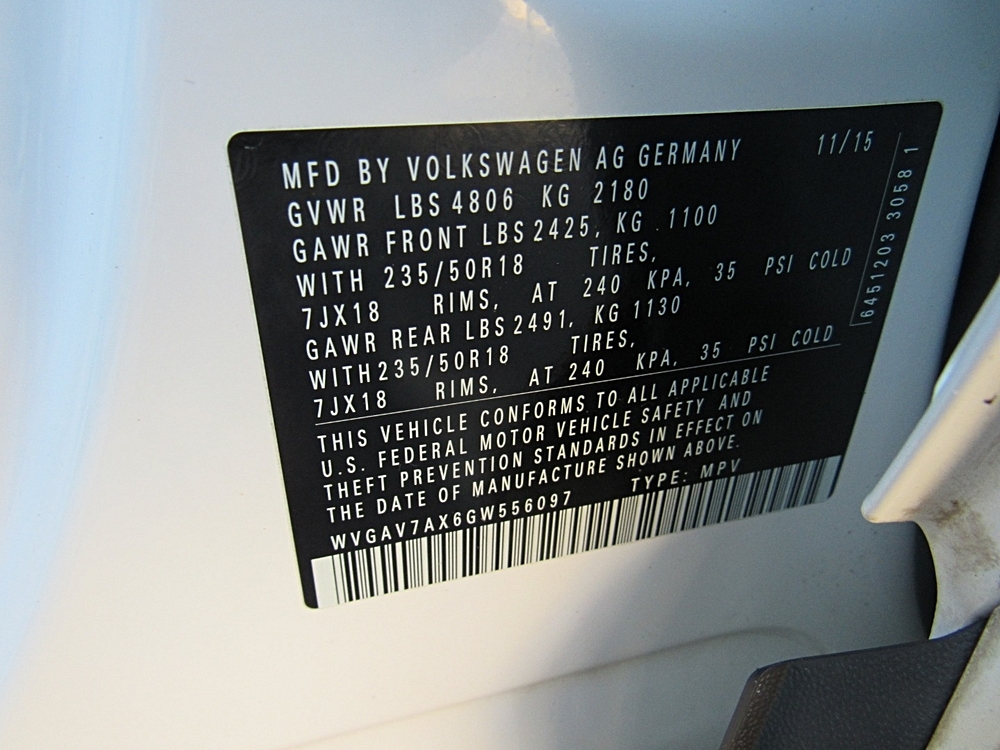 MFD BY VOLKSWAGEN AG GERMANY 11/15
GVWR LBS 4806 KG 2180
GAWR FRONT LBS 2425, KG 1100
WITH 235/50R18 TIRES,
7JX18 RIMS, AT 240 KPA, 35 PSI COLD
GAWR REAR LBS 2491, KG 1130
WITH 235/50R18 TIRES,
7JX18 RIMS, AT 240 KPA, 35 PSI COLD
THIS VEHICLE CONFORMS TO ALL APPLICABLE
U.S. FEDERAL MOTOR VEHICLE SAFETY AND
THEFT PREVENTION STANDARDS IN EFFECT ON
THE DATE OF MANUFACTURE SHOWN ABOVE.
WVGAV7AX6GW556097 TYPE: MPV
6451203 3058 1